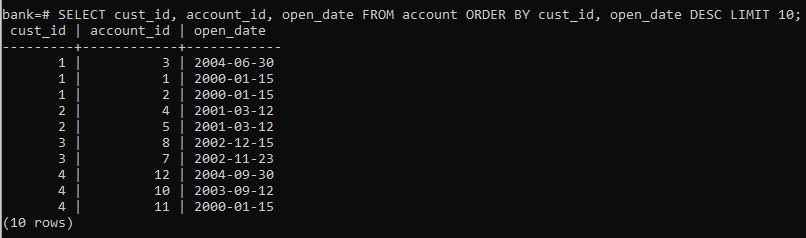 bank=# SELECT cust_id, account_id, open_date FROM account ORDER BY cust_id, open_date DESC LIMIT 10;
 cust_id | account_id | open_date
---------+------------+------------
       1 |          3 | 2004-06-30
       1 |          1 | 2000-01-15
       1 |          2 | 2000-01-15
       2 |          4 | 2001-03-12
       2 |          5 | 2001-03-12
       3 |          8 | 2002-12-15
       3 |          7 | 2002-11-23
       4 |         12 | 2004-09-30
       4 |         10 | 2003-09-12
       4 |         11 | 2000-01-15
(10 rows)